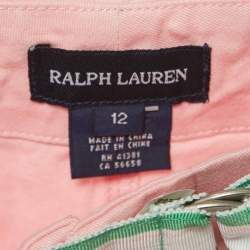 RALPH LAUREN
12
MADE IN CHINA
FAIT EN CHINE
RN 41381
CA 56658